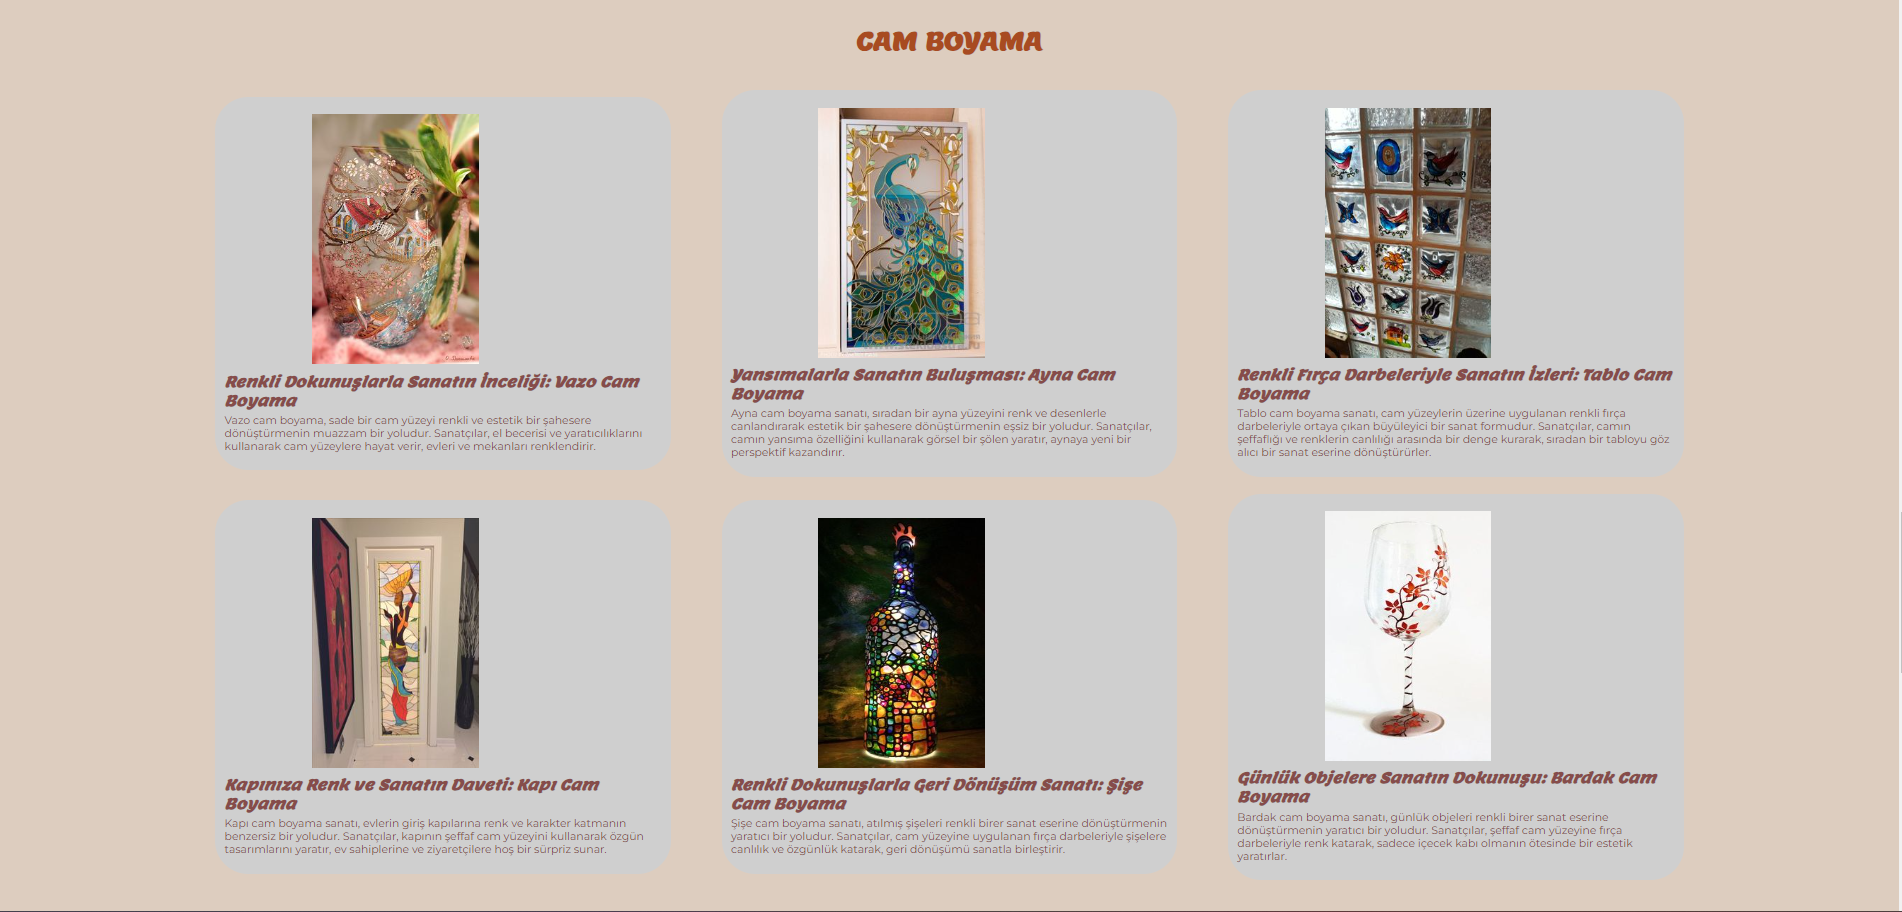 CAM BOYAMA
Renkli Dokunuşlarla Sanatın İnceliği: Vazo Cam
Boyama
Vazo cam boyama, sade bir cam yüzeyi renkli ve estetik bir şahesere
dönüştürmenin muazzam bir yoludur. Sanatçılar, el becerisi ve yaratıcılıklarını
kullanarak cam yüzeylere hayat verir, evleri ve mekanları renklendirir.
Yansımalarla Sanatın Buluşması: Ayna Cam
Boyama
Ayna cam boyama sanatı, sıradan bir ayna yüzeyini renk ve desenlerle
canlandırarak estetik bir şahesere dönüştürmenin eşsiz bir yoludur. Sanatçılar,
camın yansıma özelliğini kullanarak görsel bir şölen yaratır, aynaya yeni bir
perspektif kazandırır.
Renkli Fırça Darbeleriyle Sanatın İzleri: Tablo Cam
Boyama
Tablo cam boyama sanatı, cam yüzeylerin üzerine uygulanan renkli fırça
darbeleriyle ortaya çıkan büyüleyici bir sanat formudur. Sanatçılar, camın
şeffaflığı ve renklerin canlılığı arasında bir denge kurarak, sıradan bir tabloyu göz
alıcı bir sanat eserine dönüştürürler.
Kapınıza Renk ve Sanatın Daveti: Kapı Cam
Boyama
Kapı cam boyama sanatı, evlerin giriş kapılarına renk ve karakter katmanın
benzersiz bir yoludur. Sanatçılar, kapının şeffaf cam yüzeyini kullanarak özgün
tasarımlarını yaratır, ev sahiplerine ve ziyaretçilere hoş bir sürpriz sunar.
Renkli Dokunuşlarla Geri Dönüşüm Sanatı: Şişe
Cam Boyama
Şişe cam boyama sanatı, atılmış şişeleri renkli birer sanat eserine dönüştürmenin
yaratıcı bir yoludur. Sanatçılar, cam yüzeyine uygulanan fırça darbeleriyle şişelere
canlılık ve özgünlük katarak, geri dönüşümü sanatla birleştirir.
Günlük Objelere Sanatın Dokunuşu: Bardak Cam
Boyama
Bardak cam boyama sanatı, günlük objeleri renkli birer sanat eserine
dönüştürmenin yaratıcı bir yoludur. Sanatçılar, şeffaf cam yüzeyine fırça
darbeleriyle renk katarak, sadece içecek kabı olmanın ötesinde bir estetik
yaratırlar.